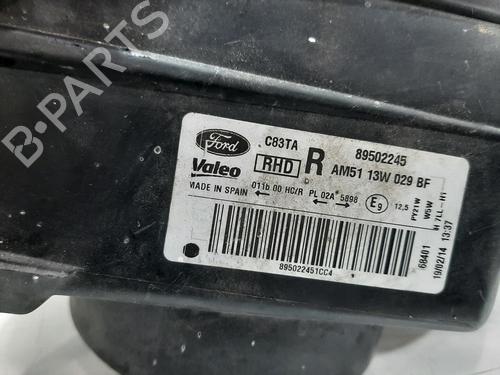 B-PARTS
Ford
C83TA
89502245
Valeo
RHD
R
AM51 13W 029 BF
MADE IN SPAIN
011b 00 HC/R PL 02A 5898
E9
12,5
PY21W
W5W
H 7LL-H1
68401
19/02/14 13:37
895022451CC4